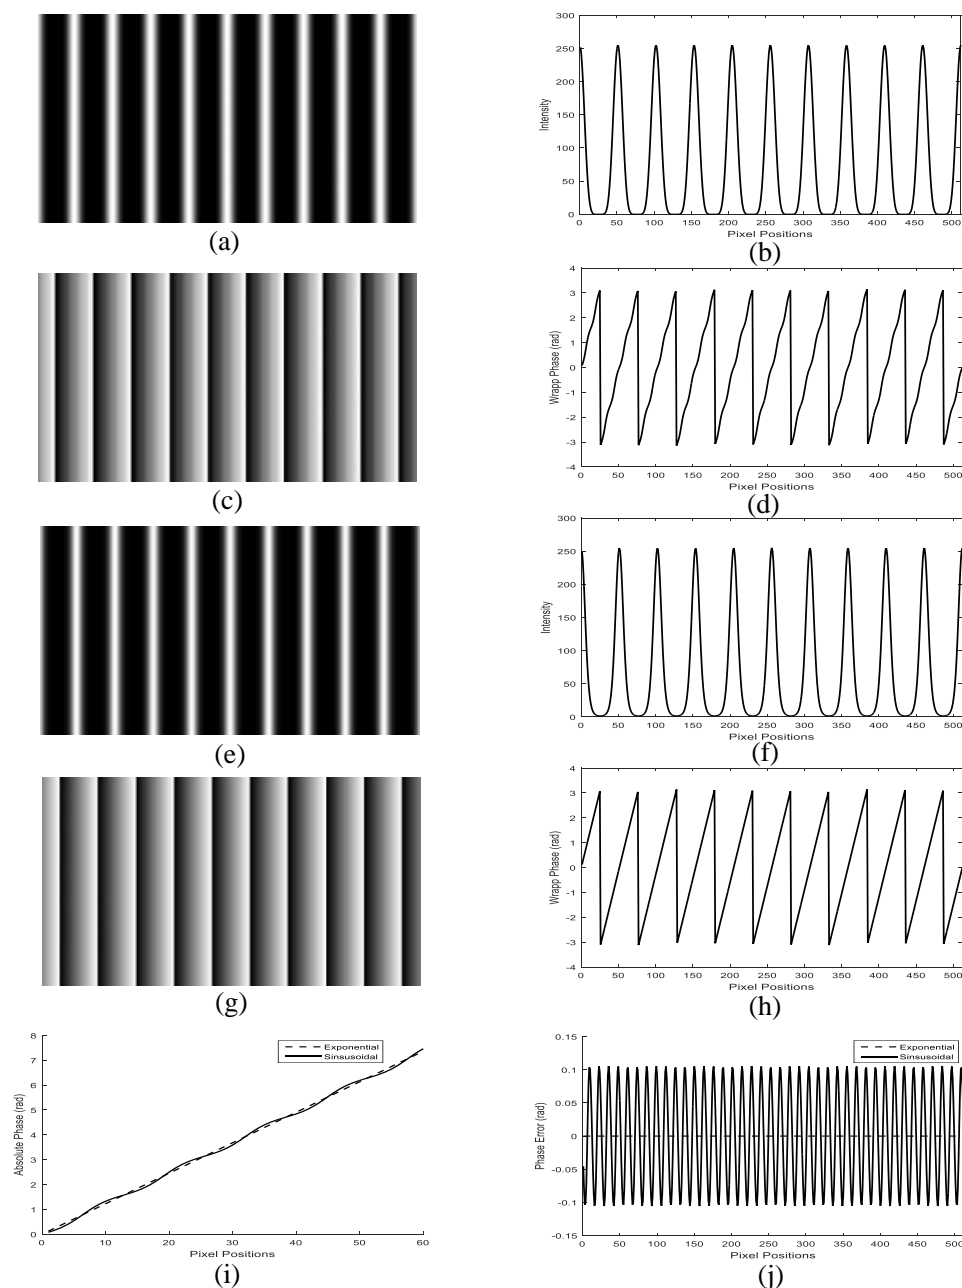 300
250
200
150
100
50
0
Intensity
0 50 100 150 200 250 300 350 400 450 500
Pixel Positions
(a)
(b)
4
3
2
1
0
-1
-2
-3
-4
Wrapp Phase (rad)
0 50 100 150 200 250 300 350 400 450 500
Pixel Positions
(c)
(d)
300
250
200
150
100
50
0
Intensity
0 50 100 150 200 250 300 350 400 450 500
Pixel Positions
(e)
(f)
4
3
2
1
0
-1
-2
-3
-4
Wrapp Phase (rad)
0 50 100 150 200 250 300 350 400 450 500
Pixel Positions
(g)
(h)
8
7
6
5
4
3
2
1
0
Absolute Phase (rad)
Exponential
Sinsusoidal
0 10 20 30 40 50 60
Pixel Positions
(i)
0.15
0.1
0.05
0
-0.05
-0.1
-0.15
Phase Error (rad)
Exponential
Sinsusoidal
0 50 100 150 200 250 300 350 400 450 500
Pixel Positions
(j)